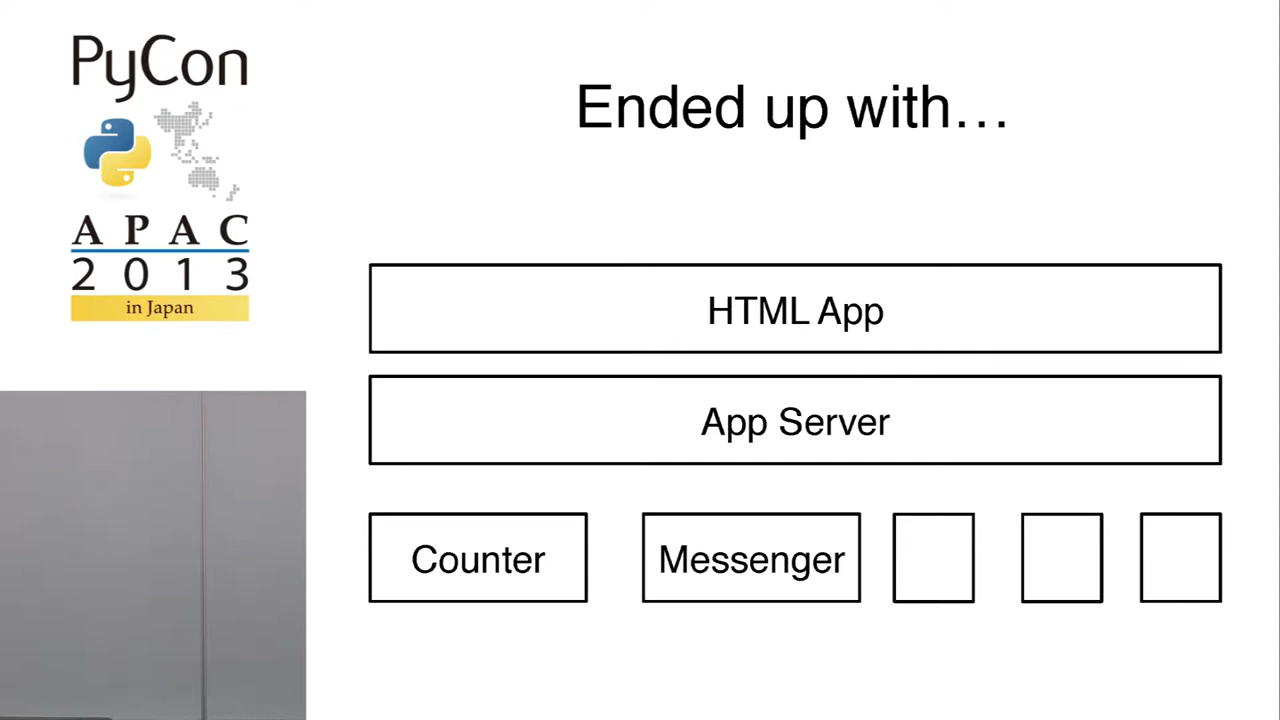 PyCon
APAC
2013
in Japan
Ended up with…
HTML App
App Server
Counter
Messenger